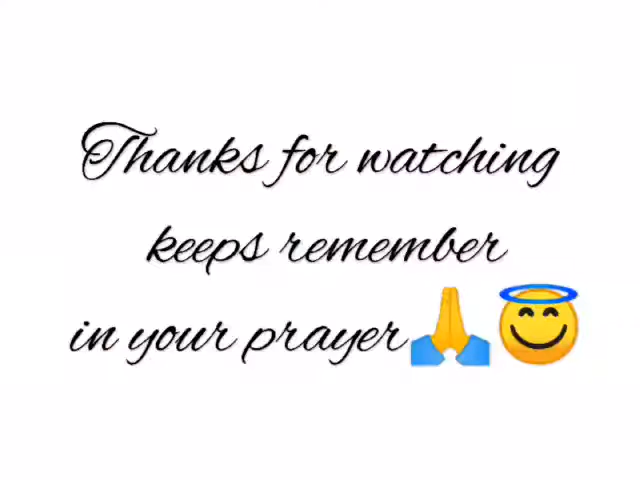 Thanks for watching
keeps remember
in your prayer🙏😇